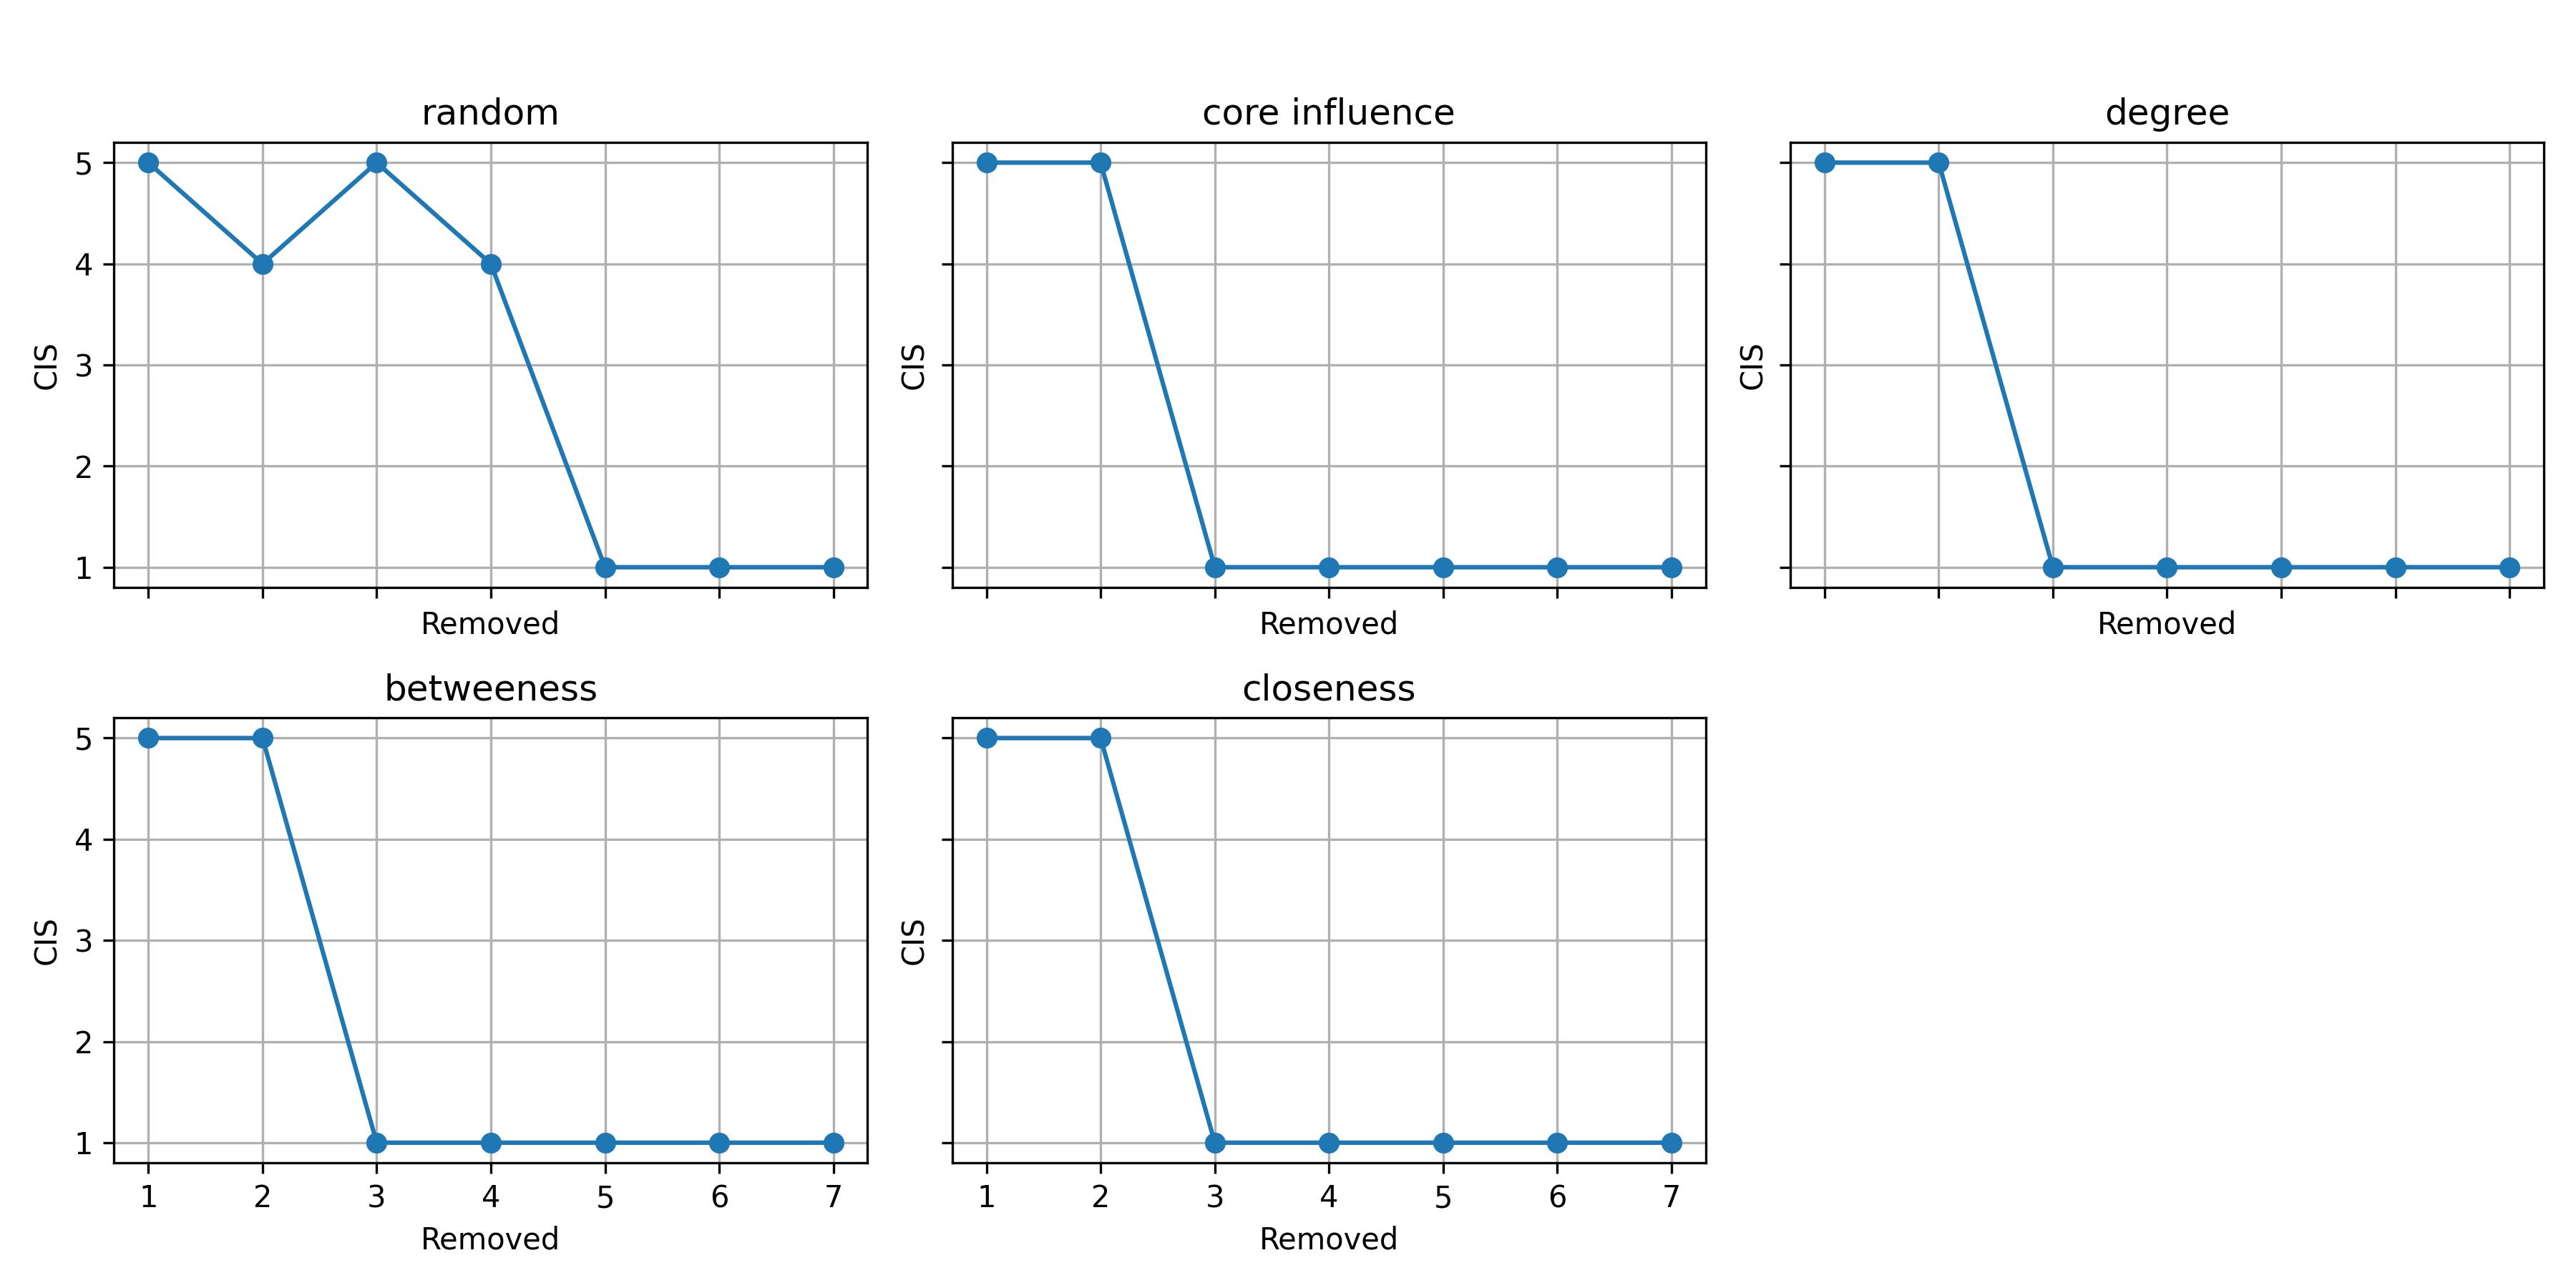 random
core influence
degree
5
4
3
2
1
CIS
CIS
CIS
Removed
Removed
Removed
betweeness
closeness
5
4
3
2
1
CIS
CIS
1 2 3 4 5 6 7
1 2 3 4 5 6 7
Removed
Removed